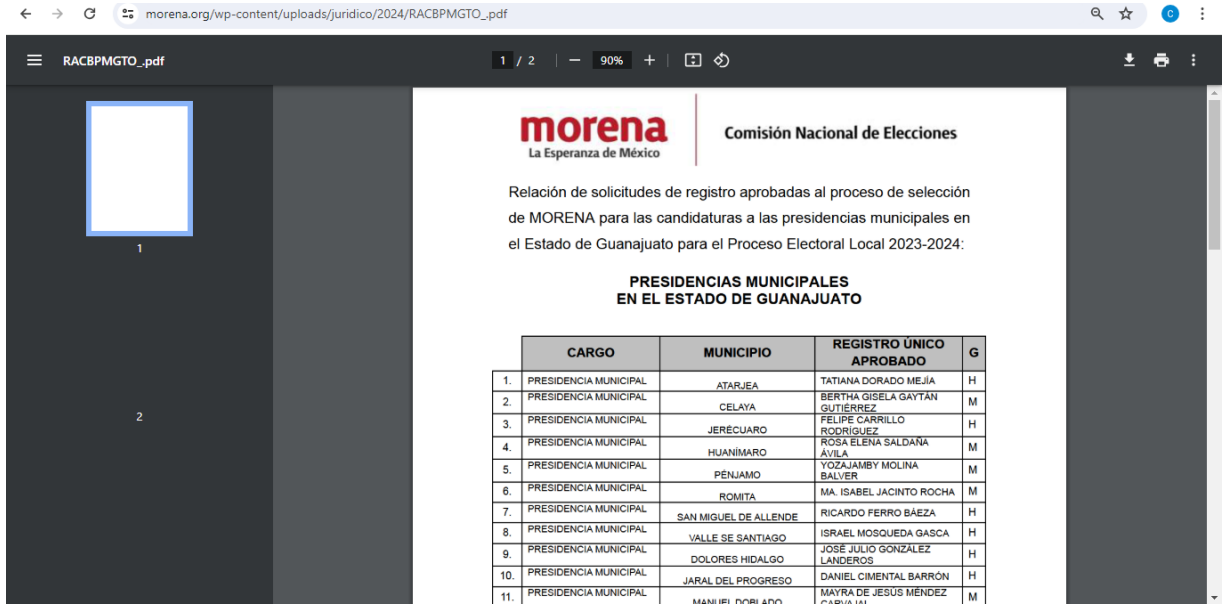 morena.org/wp-content/uploads/juridico/2024/RACBPMGTO_.pdf
RACBPMGTO_.pdf
1 / 2
90%
1
2
morena
La Esperanza de México
Comisión Nacional de Elecciones
Relación de solicitudes de registro aprobadas al proceso de selección
de MORENA para las candidaturas a las presidencias municipales en
el Estado de Guanajuato para el Proceso Electoral Local 2023-2024:
PRESIDENCIAS MUNICIPALES
EN EL ESTADO DE GUANAJUATO
CARGO MUNICIPIO REGISTRO ÚNICO APROBADO G
1. PRESIDENCIA MUNICIPAL ATARJEA TATIANA DORADO MEJÍA H
2. PRESIDENCIA MUNICIPAL CELAYA BERTHA GISELA GAYTÁN GUTIÉRREZ M
3. PRESIDENCIA MUNICIPAL JERÉCUARO FELIPE CARRILLO RODRÍGUEZ H
4. PRESIDENCIA MUNICIPAL HUANÍMARO ROSA ELENA SALDAÑA ÁVILA M
5. PRESIDENCIA MUNICIPAL PÉNJAMO YOZAJAMBY MOLINA BALVER M
6. PRESIDENCIA MUNICIPAL ROMITA MA. ISABEL JACINTO ROCHA M
7. PRESIDENCIA MUNICIPAL SAN MIGUEL DE ALLENDE RICARDO FERRO BÁEZA H
8. PRESIDENCIA MUNICIPAL VALLE SE SANTIAGO ISRAEL MOSQUEDA GASCA H
9. PRESIDENCIA MUNICIPAL DOLORES HIDALGO JOSÉ JULIO GONZÁLEZ LANDEROS H
10. PRESIDENCIA MUNICIPAL JARAL DEL PROGRESO DANIEL CIMENTAL BARRÓN H
11. PRESIDENCIA MUNICIPAL MANUEL DOBLADO MAYRA DE JESÚS MÉNDEZ CARVAJAL M